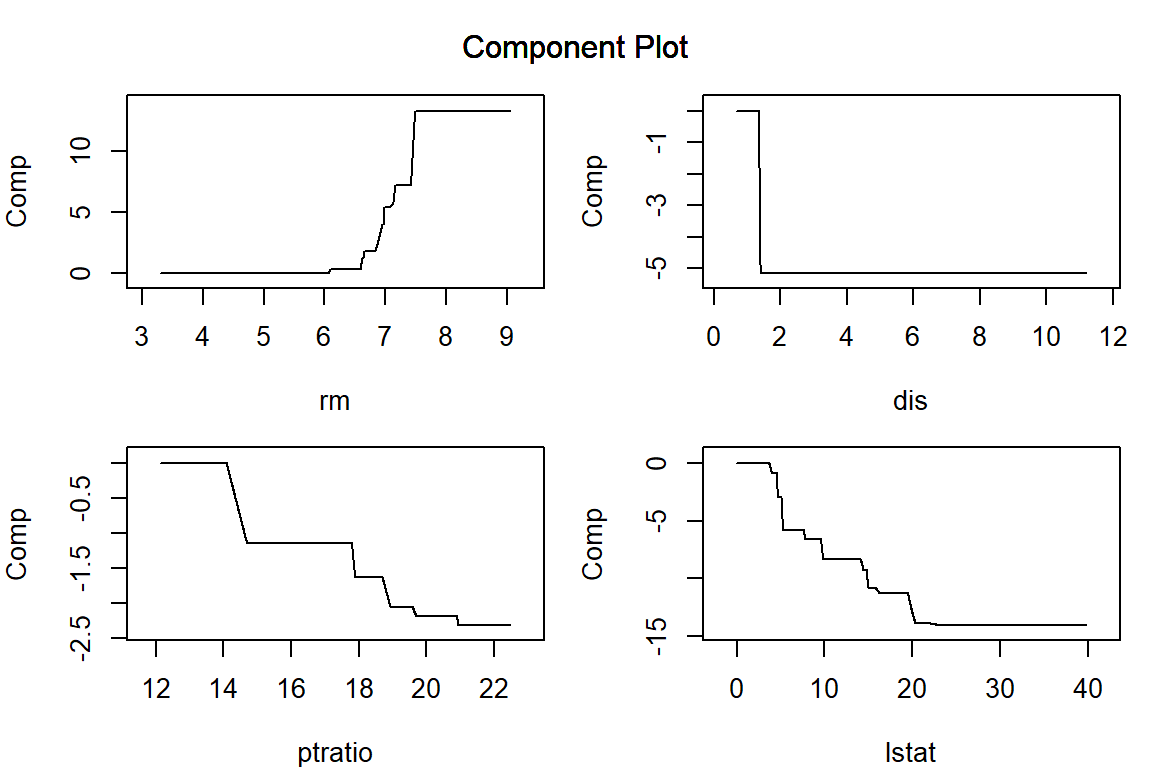 Component Plot
Comp
10
5
0
3 4 5 6 7 8 9
rm
Comp
-1
-3
-5
0 2 4 6 8 10 12
dis
Comp
-0.5
-1.5
-2.5
12 14 16 18 20 22
ptratio
Comp
0
-5
-15
0 10 20 30 40
lstat